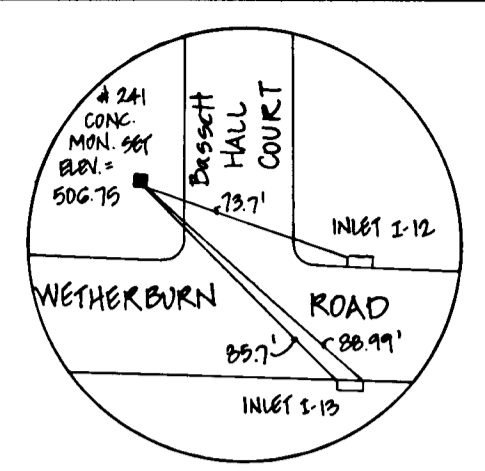 # 241
CONC.
MON. SET
ELEV. =
506.75
Bassett
HALL
COURT
73.7'
INLET I-12
WETHERBURN ROAD
85.7'
88.99'
INLET I-13